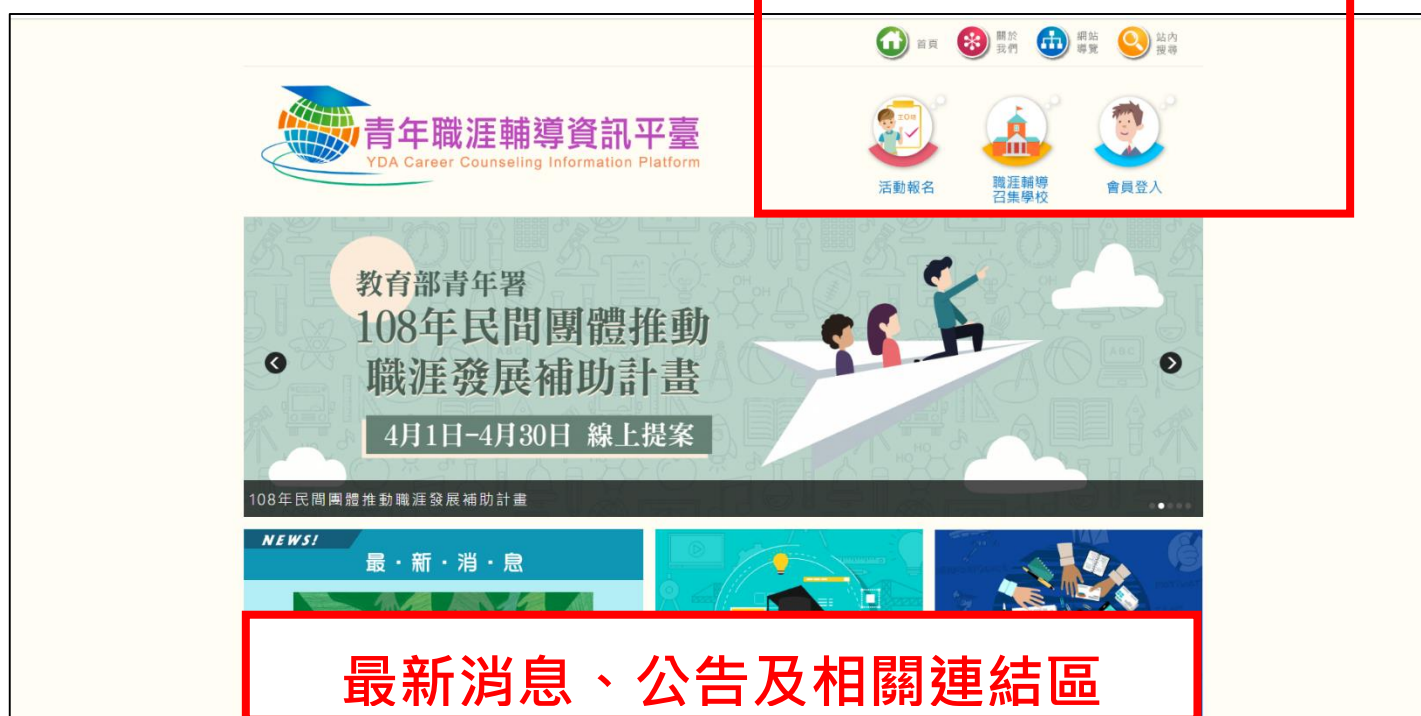 首頁
關於
我們
網站
導覽
站內
搜尋
青年職涯輔導資訊平臺
YDA Career Counseling Information Platform
活動報名
職涯輔導
召集學校
會員登入
教育部青年署
108年民間團體推動
職涯發展補助計畫
4月1日-4月30日 線上提案
108年民間團體推動職涯發展補助計畫
NEWS!
最·新·消·息
最新消息、公告及相關連結區